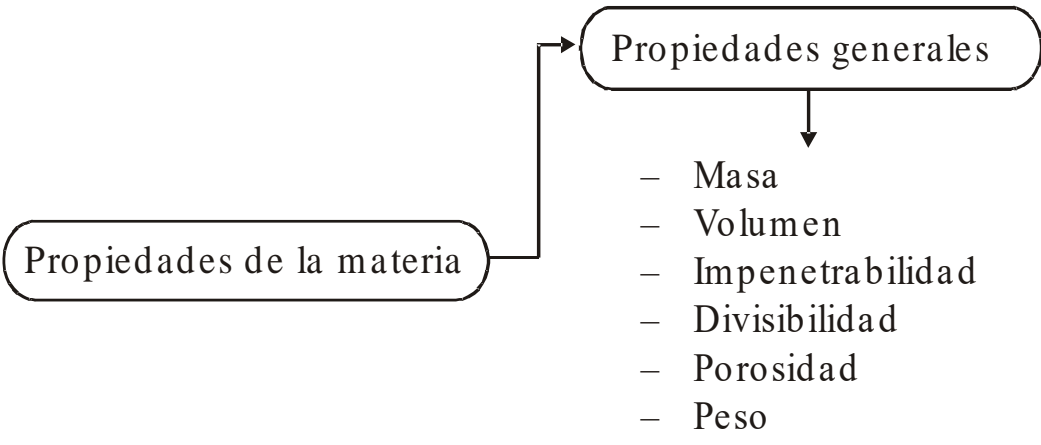 Propiedades generales
– Masa
– Volumen
Propiedades de la materia
– Impenetrabilidad
– Divisibilidad
– Porosidad
– Peso